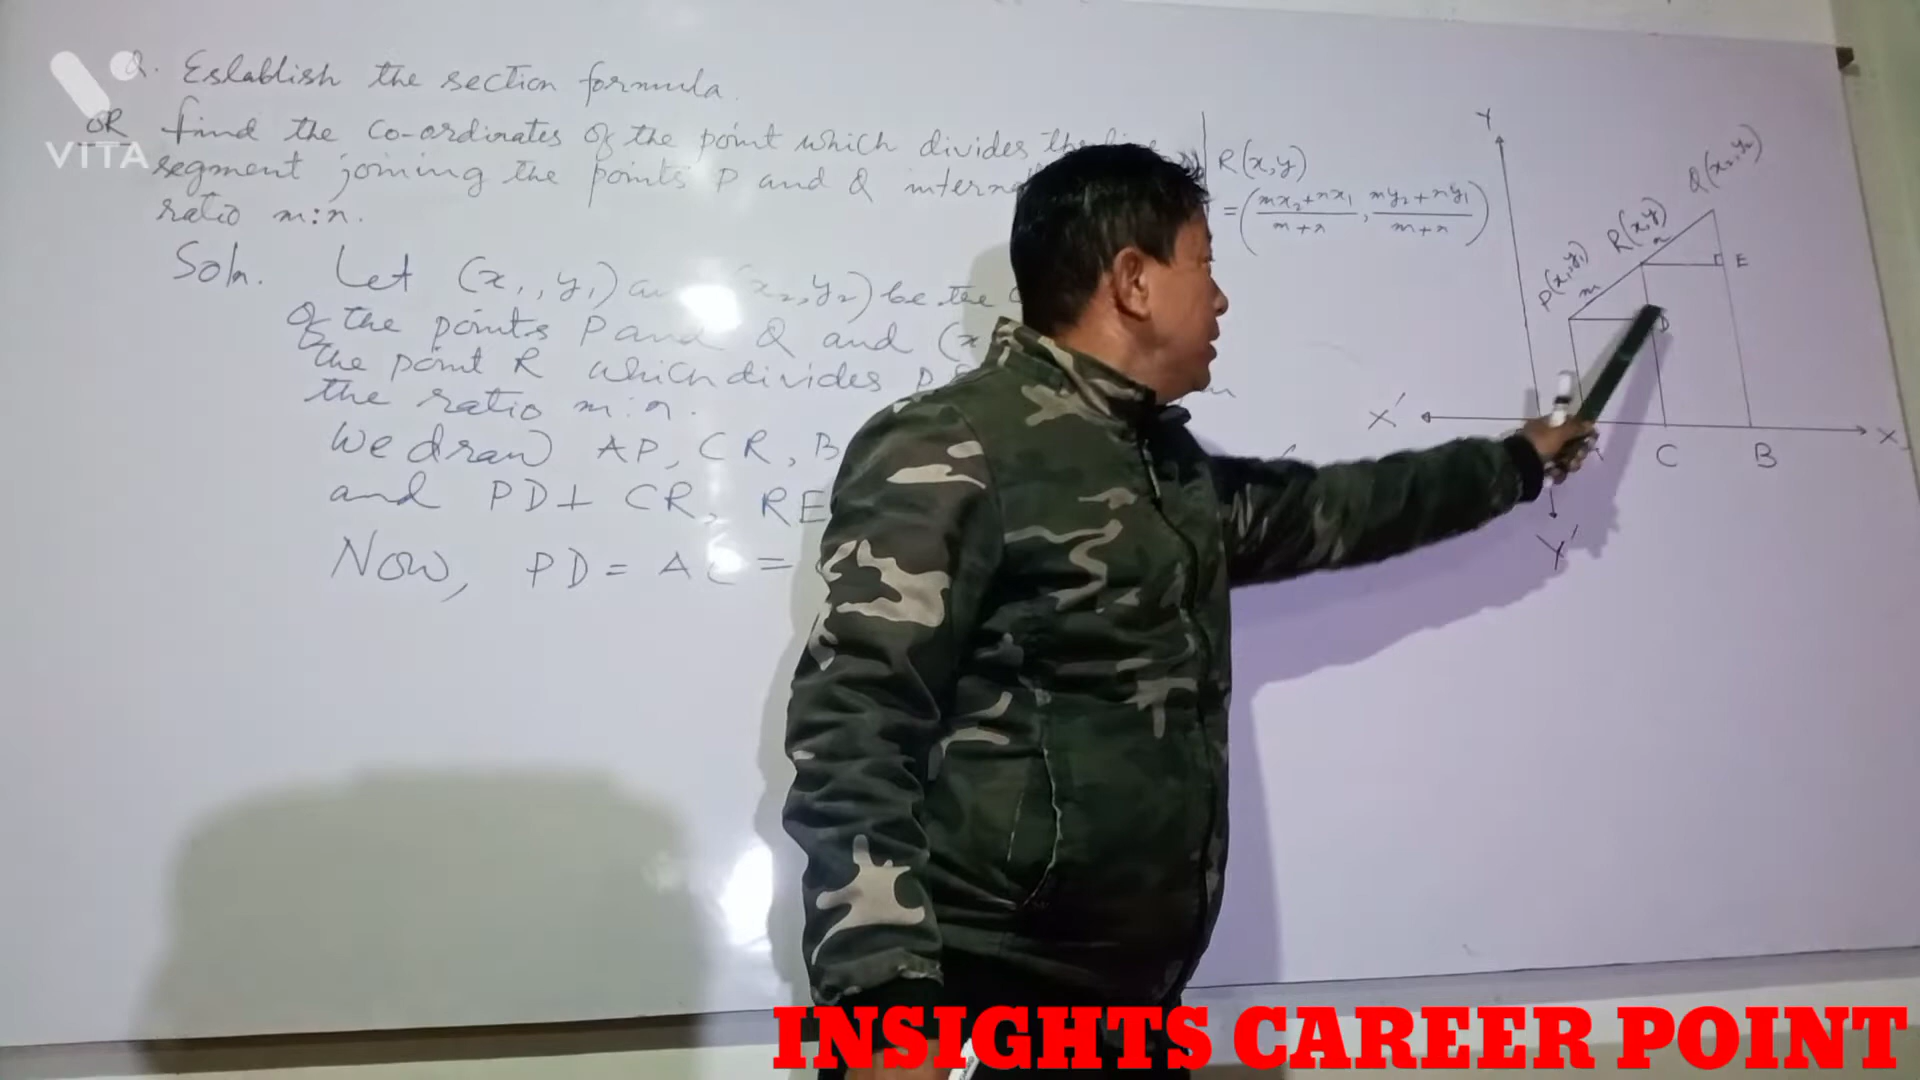 Q. Establish the section formula.
OR find the co-ordinates of the point which divides the line
segment joining the points P and Q
ratio m:n.
Soln. Let (x₁, y₁) x₂, y₂) be the
of the points P and Q and (x
the point R which divides
the ratio m:n.
We draw AP, CR, B
and PD⊥ CR, RE
Now, PD = AC =
R(x,y)
= (mx₂+nx₁/m+n, my₂+ny₁/m+n)
Y
Q(x₂,y₂)
R(x,y)
n
E
P(x₁,y₁)
m
D
X'
X
C
B
Y'
VITA
INSIGHTS CAREER POINT